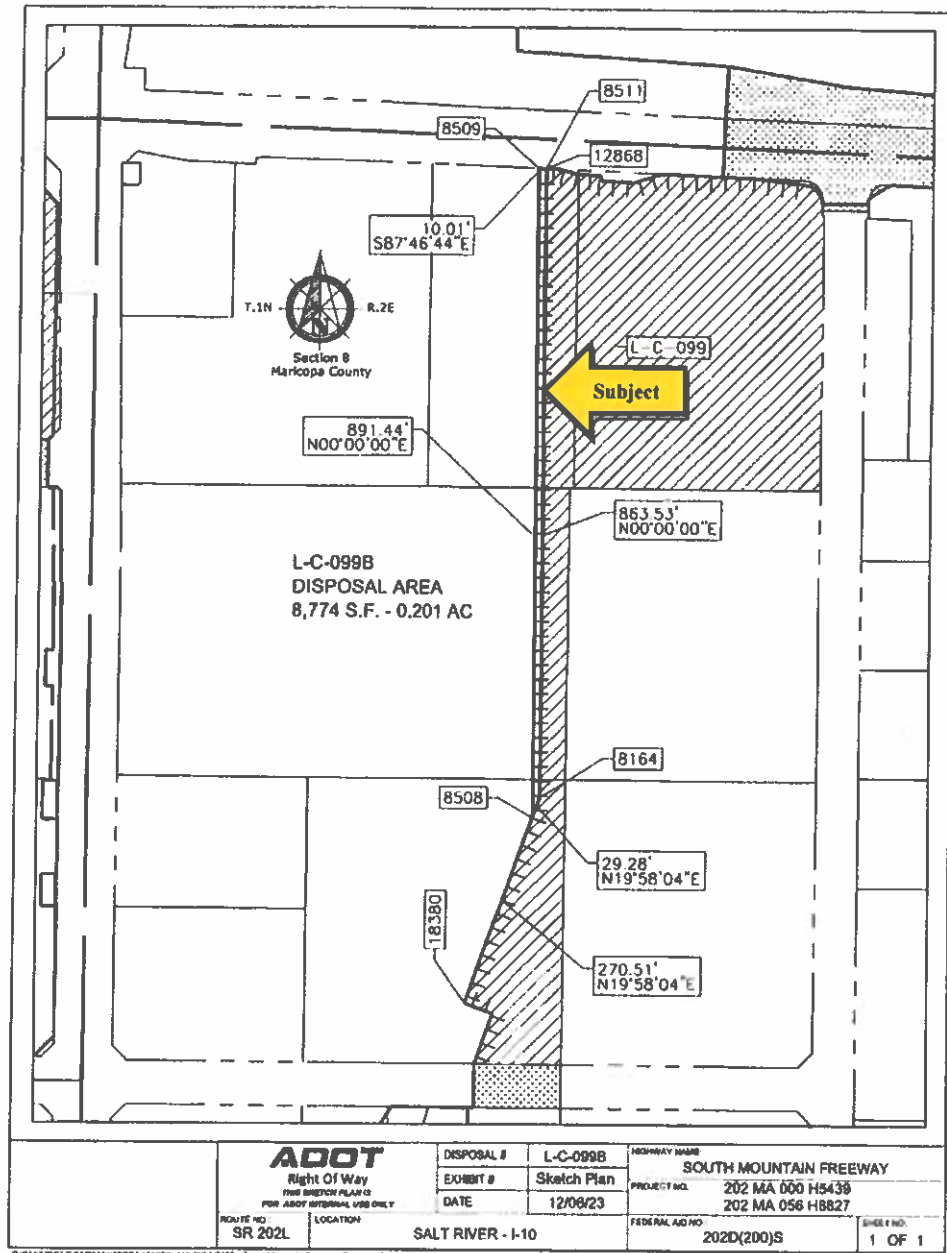 8511
8509
12868
10.01'
S87°46'44"E
T.1N
R.2E
N
Section 8
Maricopa County
L-C-099
Subject
891.44'
N00°00'00"E
863.53'
N00°00'00"E
L-C-099B
DISPOSAL AREA
8,774 S.F. - 0.201 AC
8164
8508
29.28'
N19°58'04"E
18380
270.51'
N19°58'04"E
ADOT
Right Of Way
THIS SKETCH PLAN IS
FOR ADOT INTERNAL USE ONLY
DISPOSAL # L-C-099B
EXHIBIT # Sketch Plan
DATE 12/06/23
HIGHWAY NAME
SOUTH MOUNTAIN FREEWAY
PROJECT NO. 202 MA 000 H5439
202 MA 056 H8827
ROUTE NO.
SR 202L
LOCATION
SALT RIVER - I-10
FEDERAL AID NO.
202D(200)S
SHEET NO.
1 OF 1